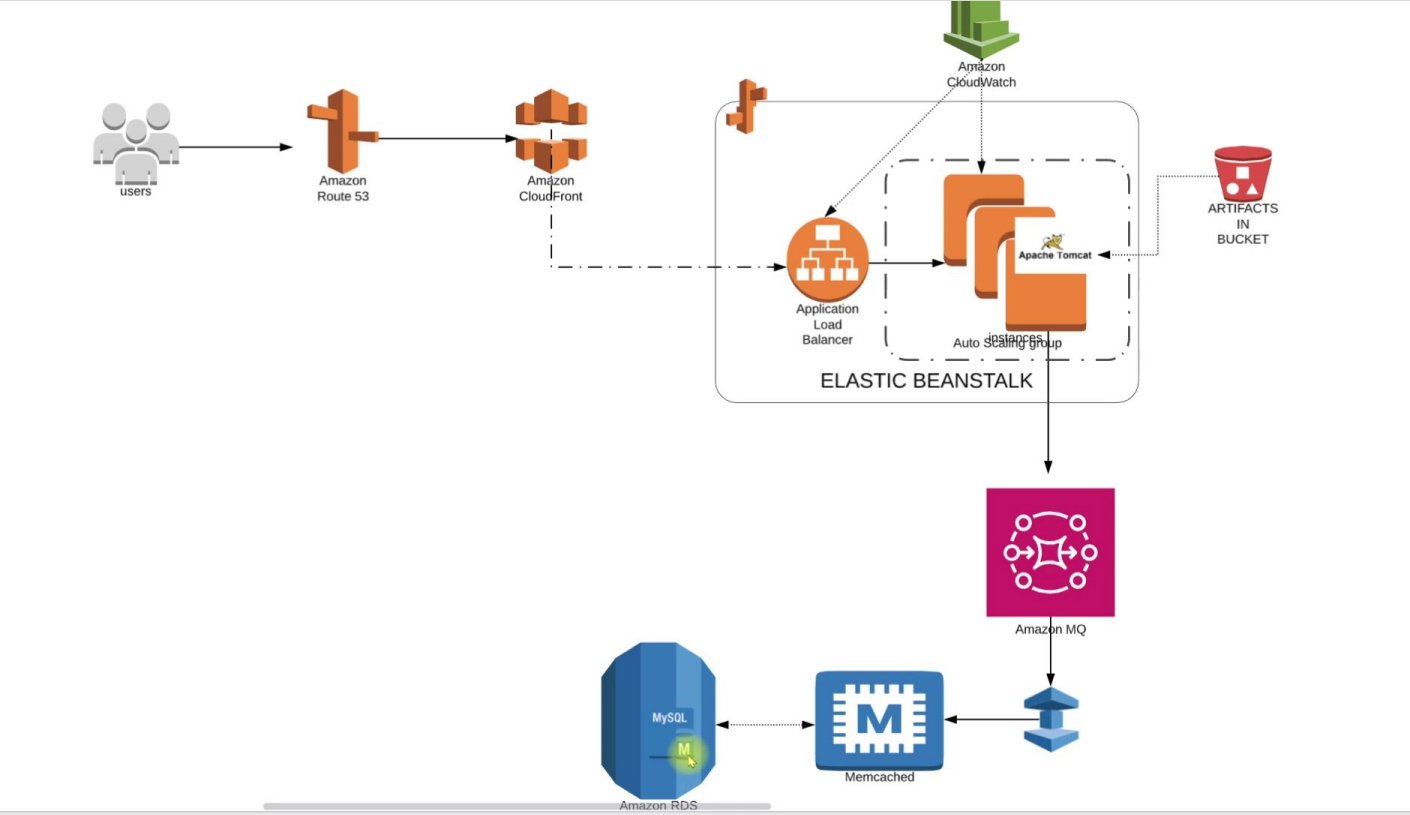 Amazon
CloudWatch
users
Amazon
Route 53
Amazon
CloudFront
Apache Tomcat
ARTIFACTS
IN
BUCKET
Application
Load
Balancer
instances
Auto Scaling group
ELASTIC BEANSTALK
Amazon MQ
MySQL
M
M
Memcached
Amazon RDS